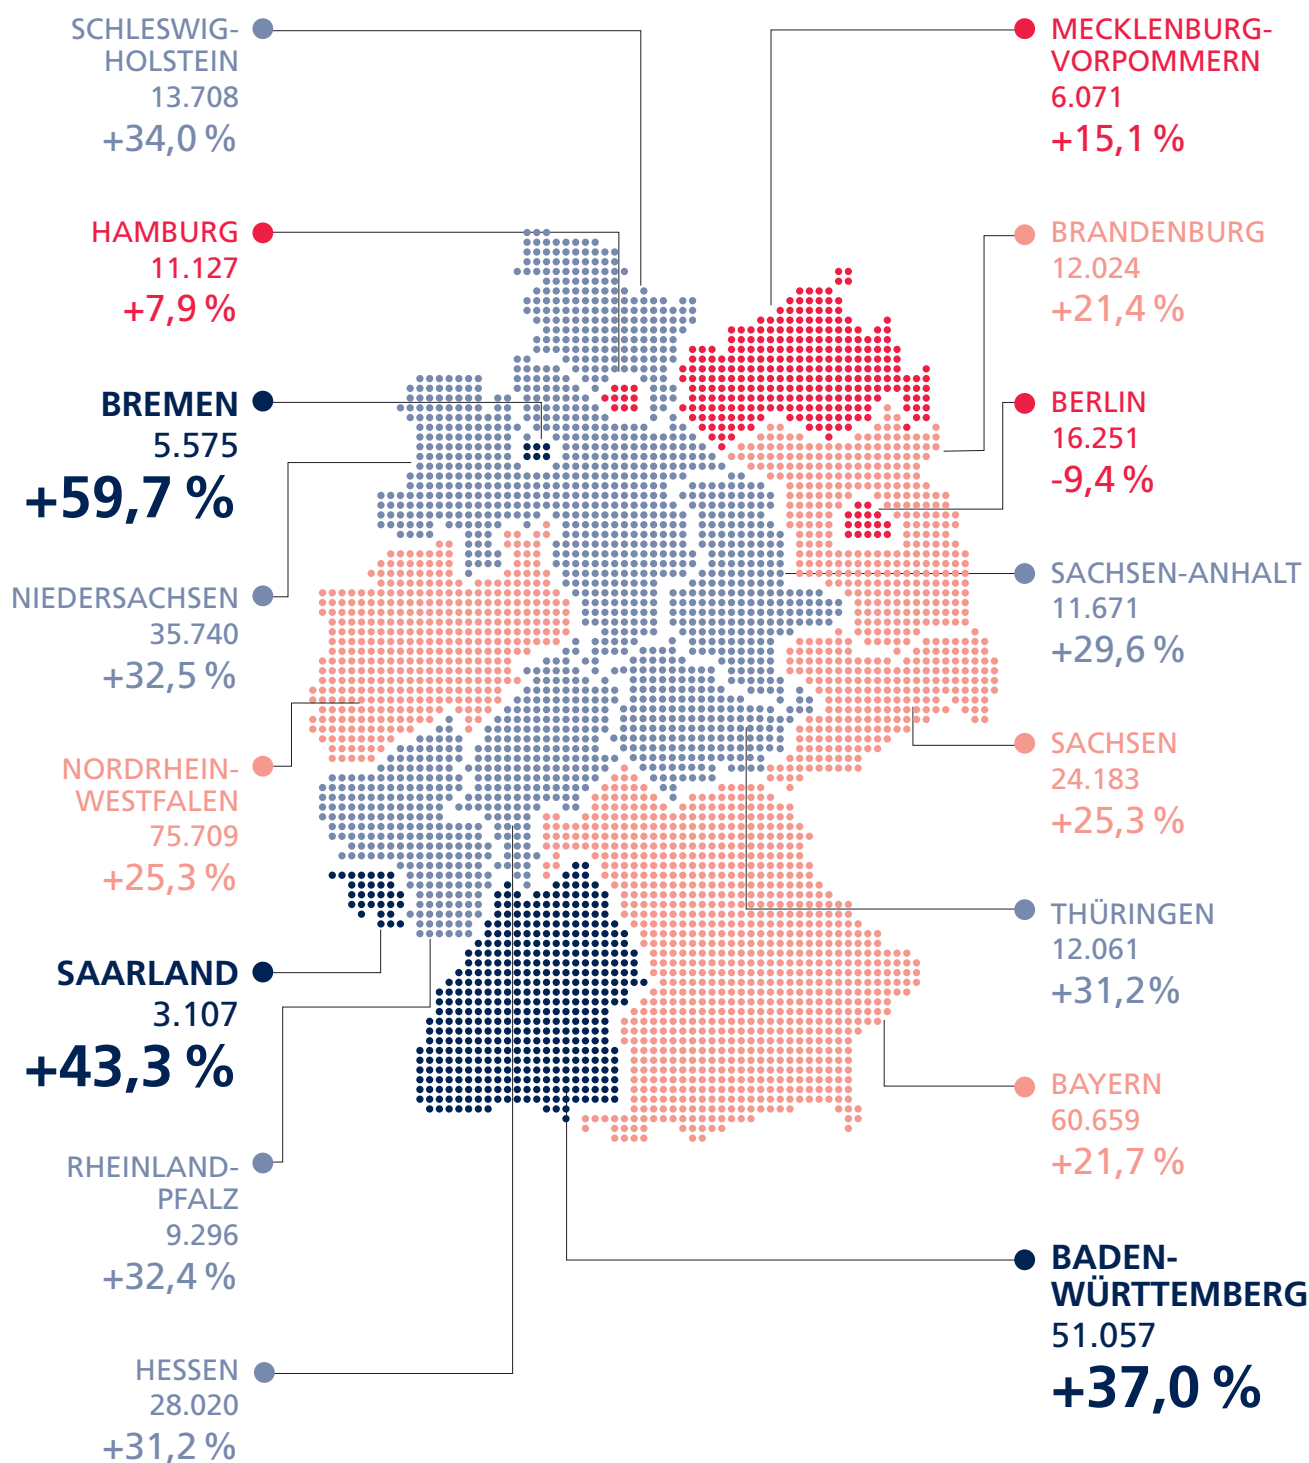 SCHLESWIG-
HOLSTEIN
13.708
+34,0 %
HAMBURG
11.127
+7,9 %
BREMEN
5.575
+59,7 %
NIEDERSACHSEN
35.740
+32,5 %
NORDRHEIN-
WESTFALEN
75.709
+25,3 %
SAARLAND
3.107
+43,3 %
RHEINLAND-
PFALZ
9.296
+32,4 %
HESSEN
28.020
+31,2 %
MECKLENBURG-
VORPOMMERN
6.071
+15,1 %
BRANDENBURG
12.024
+21,4 %
BERLIN
16.251
-9,4 %
SACHSEN-ANHALT
11.671
+29,6 %
SACHSEN
24.183
+25,3 %
THÜRINGEN
12.061
+31,2%
BAYERN
60.659
+21,7 %
BADEN-
WÜRTTEMBERG
51.057
+37,0 %